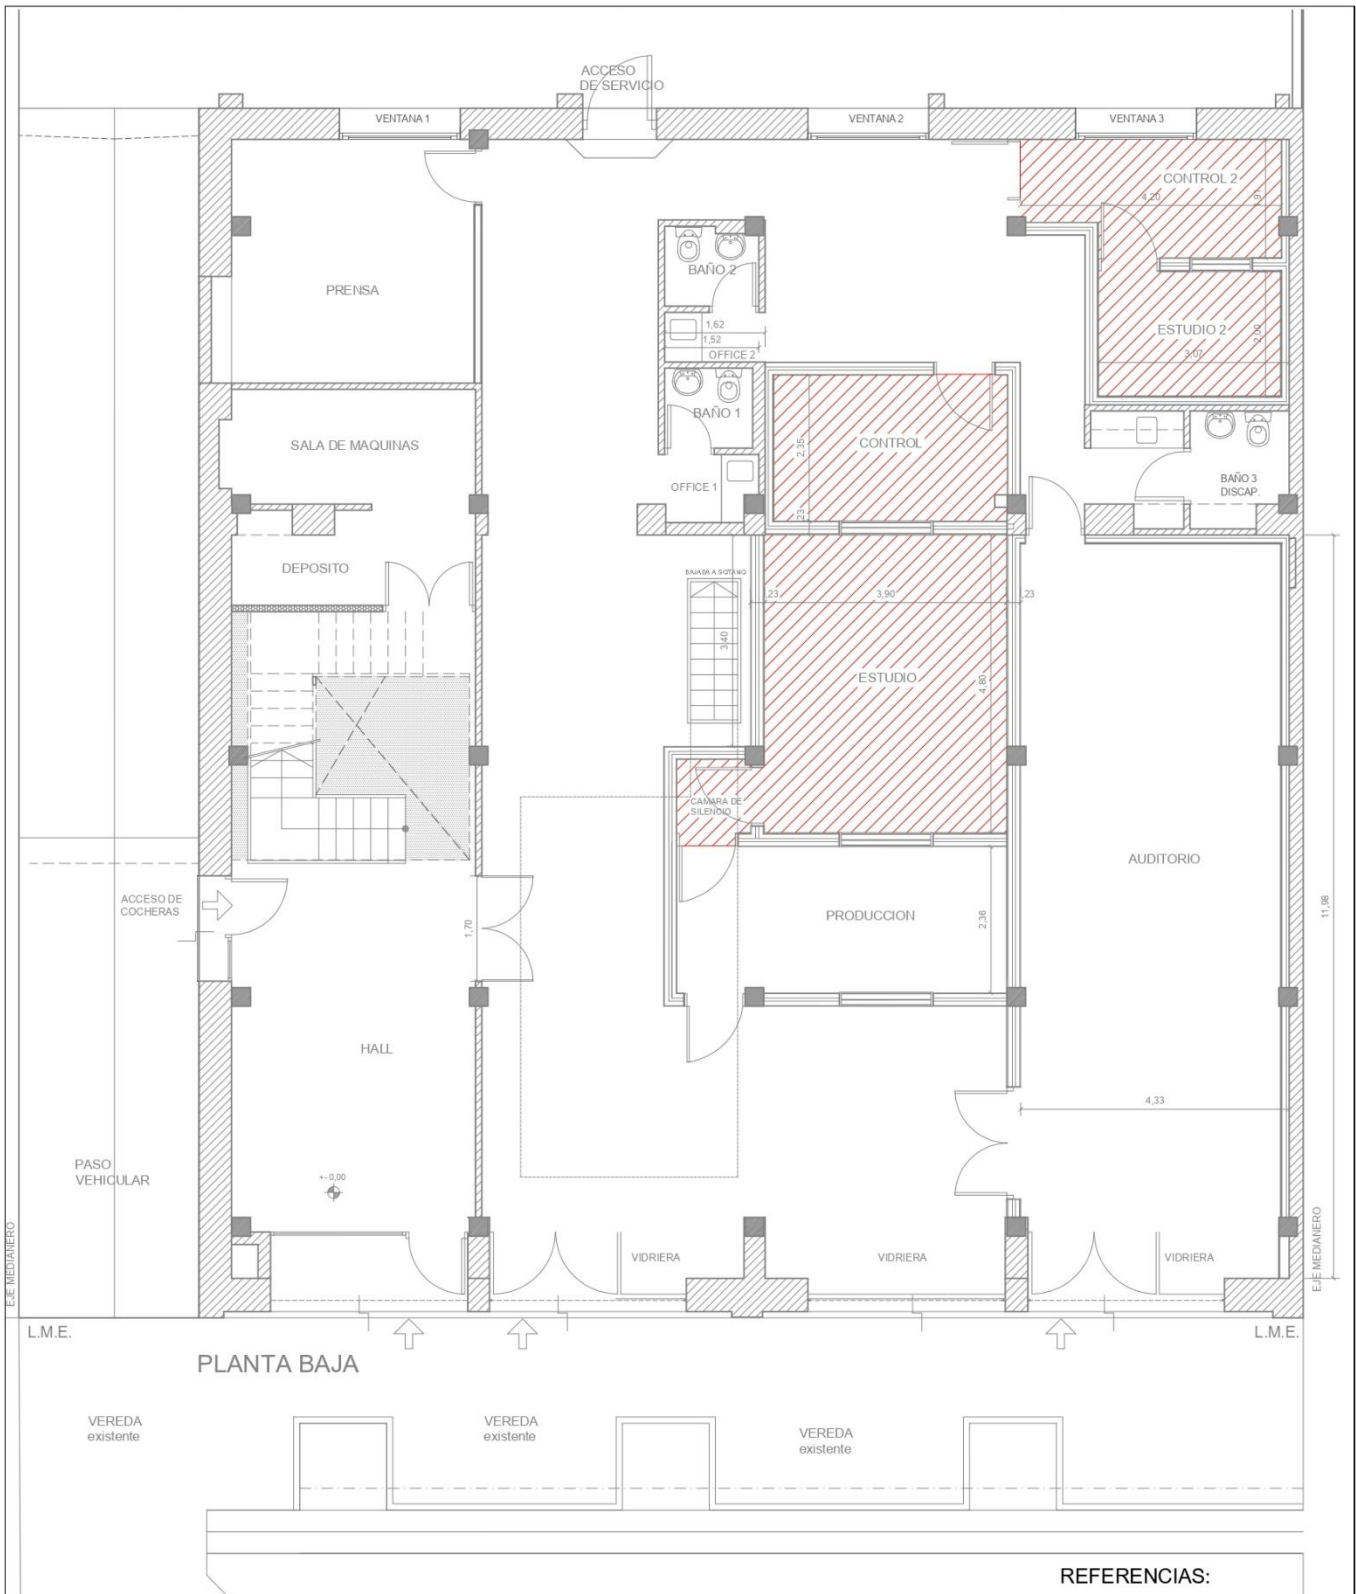 ACCESO
DE SERVICIO
VENTANA 1
VENTANA 2
VENTANA 3
CONTROL 2
4,20
1,91
BAÑO 2
PRENSA
ESTUDIO 2
2,00
3,07
1,62
1,52
OFFICE 2
BAÑO 1
CONTROL
2,35
SALA DE MAQUINAS
OFFICE 1
BAÑO 3
DISCAP.
,23
DEPOSITO
BAJADA A SOTANO
,23
3,90
,23
3,40
ESTUDIO
4,80
CAMARA DE
SILENCIO
AUDITORIO
ACCESO DE
COCHERAS
1,70
PRODUCCION
2,36
11,98
HALL
4,33
PASO
VEHICULAR
+-0,00
EJE MEDIANERO
EJE MEDIANERO
VIDRIERA
VIDRIERA
VIDRIERA
L.M.E.
L.M.E.
PLANTA BAJA
VEREDA
existente
VEREDA
existente
VEREDA
existente
REFERENCIAS: